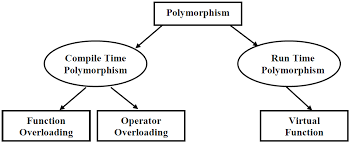 Polymorphism
Compile Time
Polymorphism
Run Time
Polymorphism
Function
Overloading
Operator
Overloading
Virtual
Function